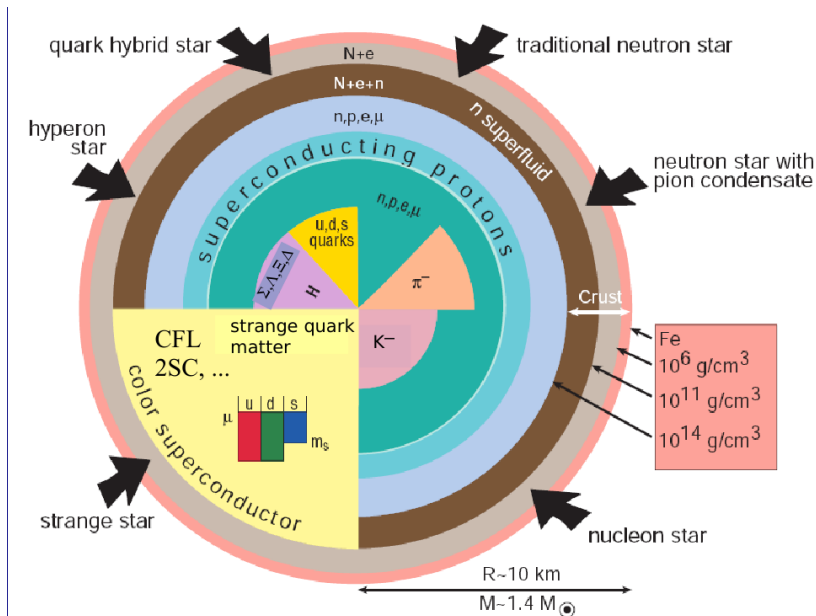 quark hybrid star
traditional neutron star
N+e
N+e+n
n superfluid
n,p,e,μ
hyperon
star
neutron star with
pion condensate
superconducting protons
n,p,e,μ
u,d,s
quarks
Σ,Λ,Ξ,Δ
H
π⁻
Crust
CFL
2SC, ...
strange quark
matter
K⁻
Fe
10⁶ g/cm³
10¹¹ g/cm³
10¹⁴ g/cm³
u d s
μ
mₛ
color superconductor
strange star
nucleon star
R~10 km
M~1.4 M☉